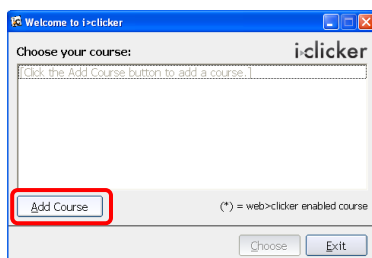 Welcome to i>clicker
Choose your course:
i>clicker
[Click the Add Course button to add a course.]
Add Course
(*) = web>clicker enabled course
Choose
Exit